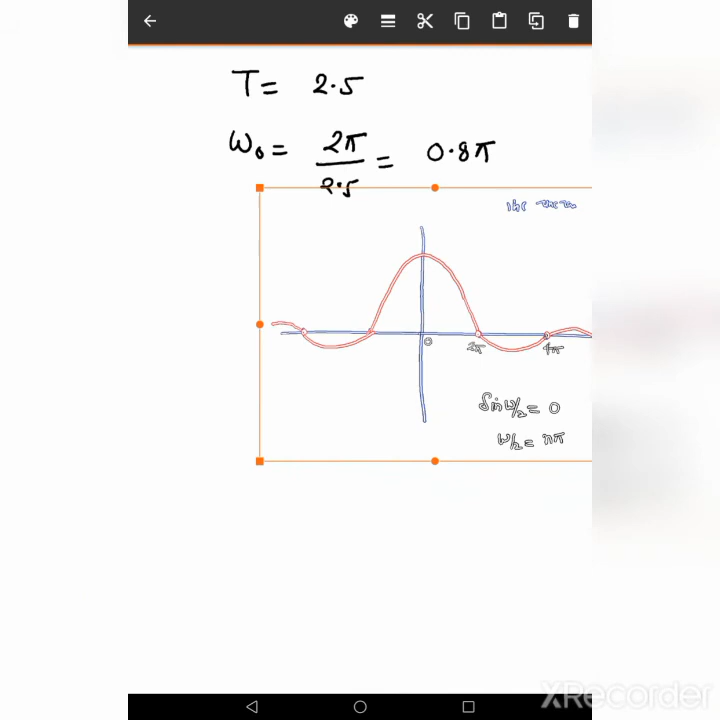 T = 2.5
ω₀ = 2π/2.5 = 0.8π
0
2π
4π
Sin ω/2 = 0
ω/2 = nπ
XRecorder